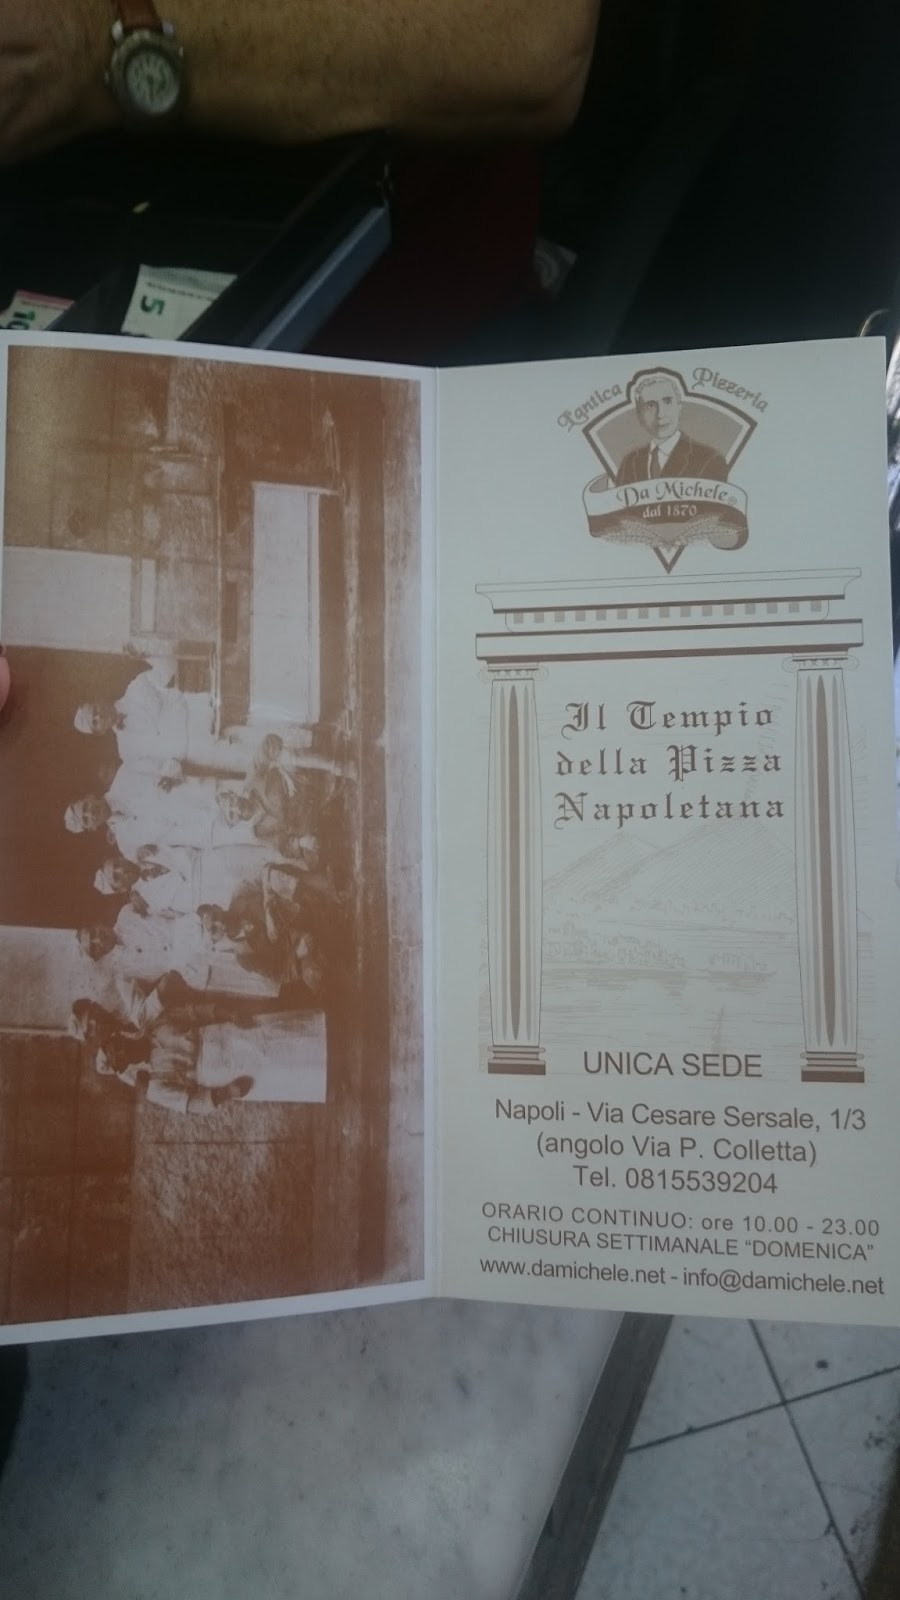 5
10
L'antica Pizzeria
Da Michele®
dal 1870
Il Tempio
della Pizza
Napoletana
UNICA SEDE
Napoli - Via Cesare Sersale, 1/3
(angolo Via P. Colletta)
Tel. 0815539204
ORARIO CONTINUO: ore 10.00 - 23.00
CHIUSURA SETTIMANALE “DOMENICA”
www.damichele.net - info@damichele.net